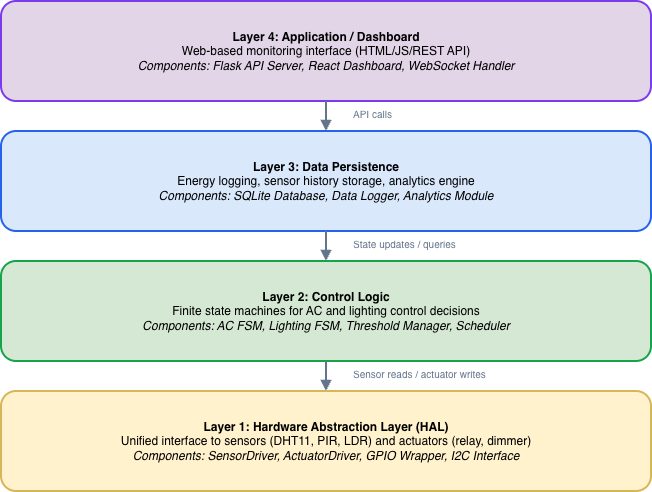 Layer 4: Application / Dashboard
Web-based monitoring interface (HTML/JS/REST API)
Components: Flask API Server, React Dashboard, WebSocket Handler
API calls
Layer 3: Data Persistence
Energy logging, sensor history storage, analytics engine
Components: SQLite Database, Data Logger, Analytics Module
State updates / queries
Layer 2: Control Logic
Finite state machines for AC and lighting control decisions
Components: AC FSM, Lighting FSM, Threshold Manager, Scheduler
Sensor reads / actuator writes
Layer 1: Hardware Abstraction Layer (HAL)
Unified interface to sensors (DHT11, PIR, LDR) and actuators (relay, dimmer)
Components: SensorDriver, ActuatorDriver, GPIO Wrapper, I2C Interface